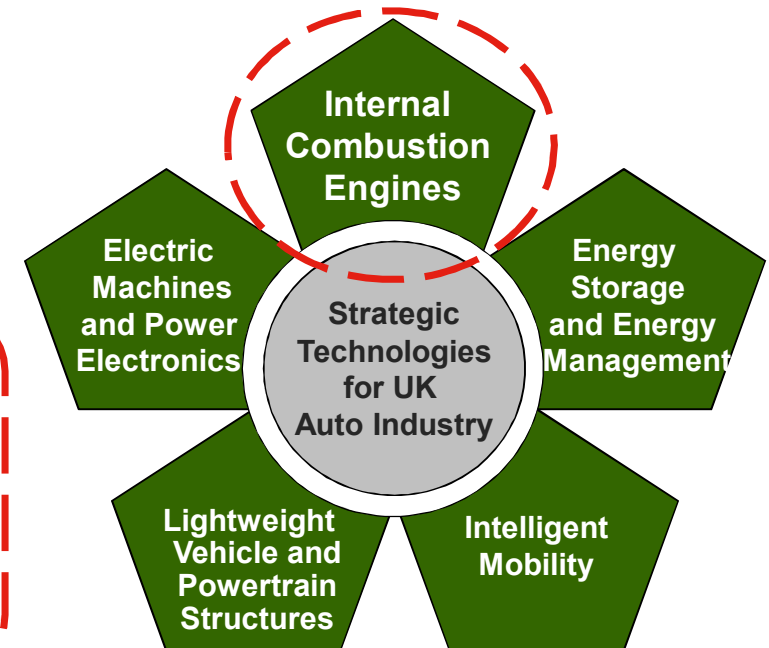 Internal
Combustion
Engines
Electric
Machines
and Power
Electronics
Energy
Storage
and Energy
Management
Strategic
Technologies
for UK
Auto Industry
Lightweight
Vehicle and
Powertrain
Structures
Intelligent
Mobility